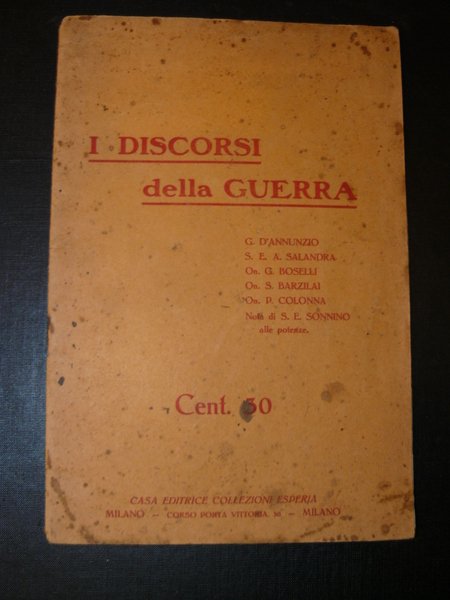 I DISCORSI
della GUERRA
G. D'ANNUNZIO
S. E. A. SALANDRA
On. G. BOSELLI
On. S. BARZILAI
On. P. COLONNA
Nota di S. E. SONNINO
alle potenze.
Cent. 30
CASA EDITRICE COLLEZIONI ESPERIA
MILANO — CORSO PORTA VITTORIA, — MILANO